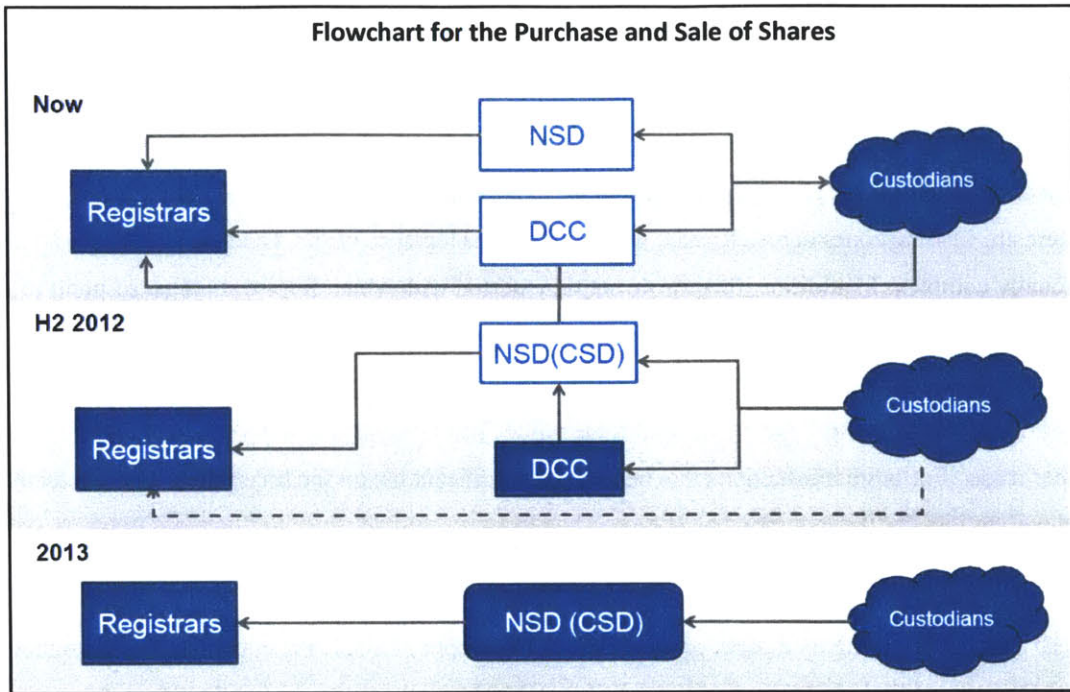 Flowchart for the Purchase and Sale of Shares
Now
NSD
Custodians
Registrars
DCC
H2 2012
NSD(CSD)
Custodians
Registrars
DCC
2013
Registrars
NSD (CSD)
Custodians